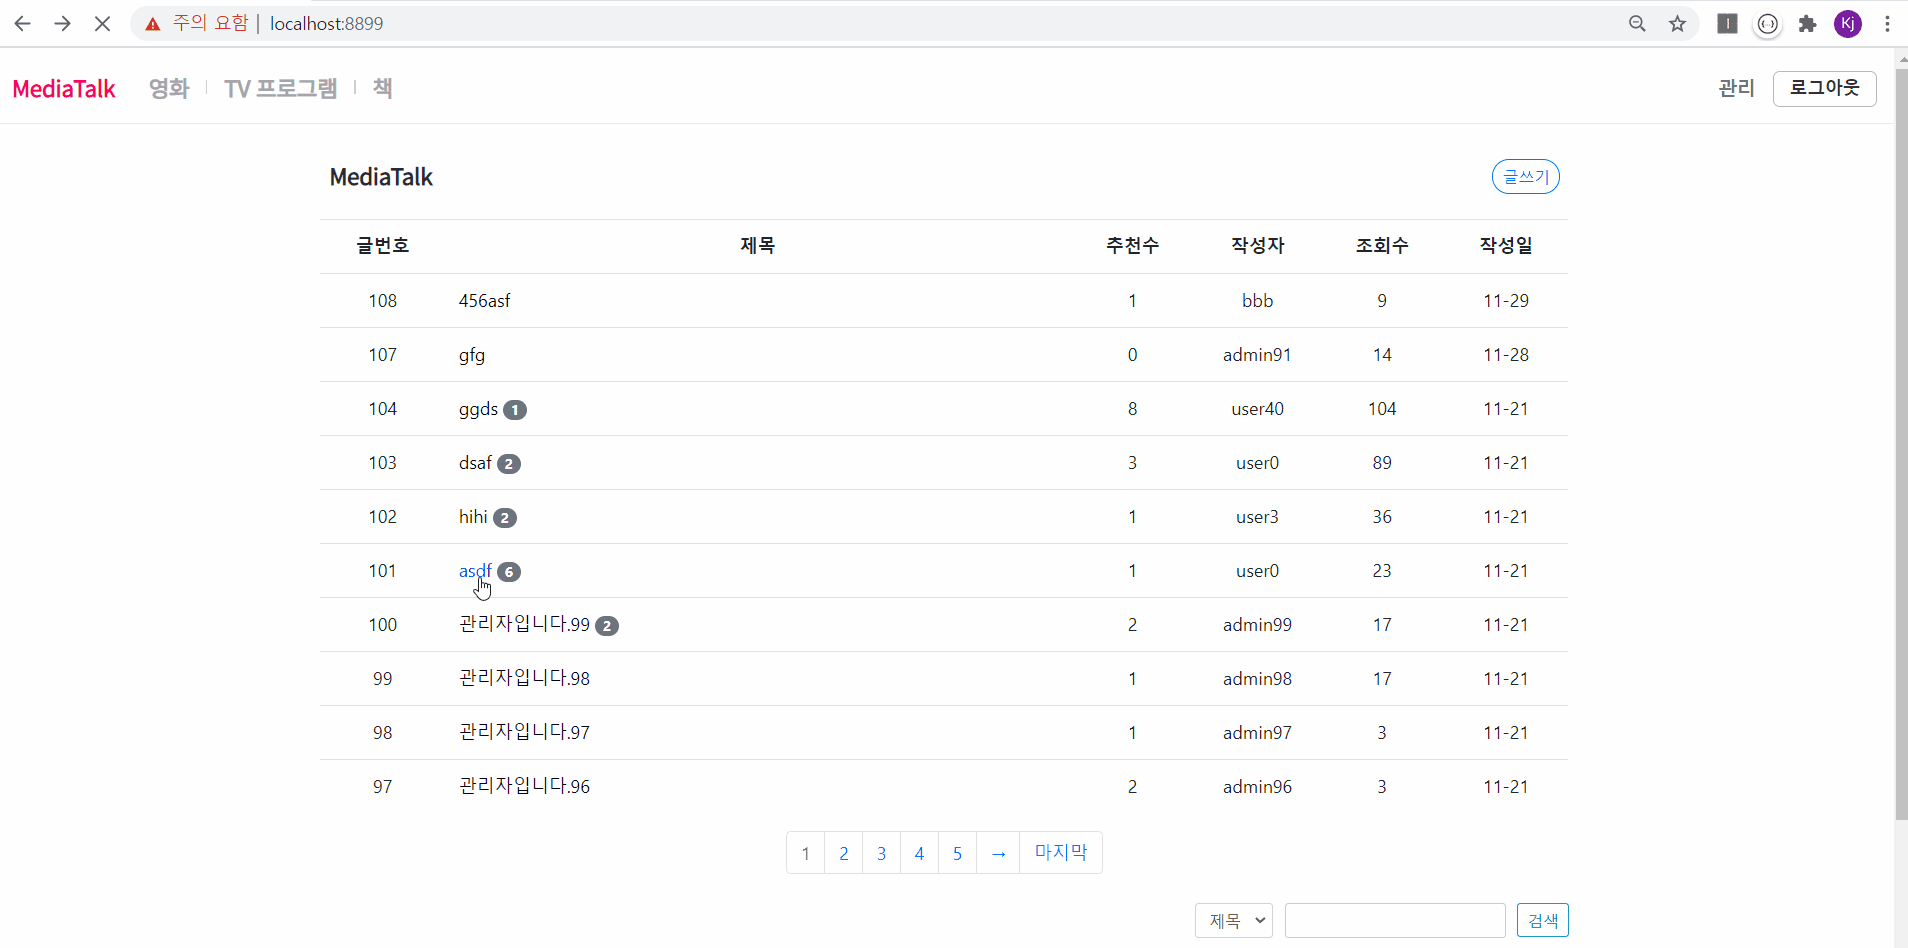 주의 요함 | localhost:8899
Kj
MediaTalk 영화 TV 프로그램 책 관리 로그아웃
MediaTalk 글쓰기
글번호 제목 추천수 작성자 조회수 작성일
108 456asf 1 bbb 9 11-29
107 gfg 0 admin91 14 11-28
104 ggds 1 8 user40 104 11-21
103 dsaf 2 3 user0 89 11-21
102 hihi 2 1 user3 36 11-21
101 asdf 6 1 user0 23 11-21
100 관리자입니다.99 2 2 admin99 17 11-21
99 관리자입니다.98 1 admin98 17 11-21
98 관리자입니다.97 1 admin97 3 11-21
97 관리자입니다.96 2 admin96 3 11-21
1 2 3 4 5 → 마지막
제목 검색